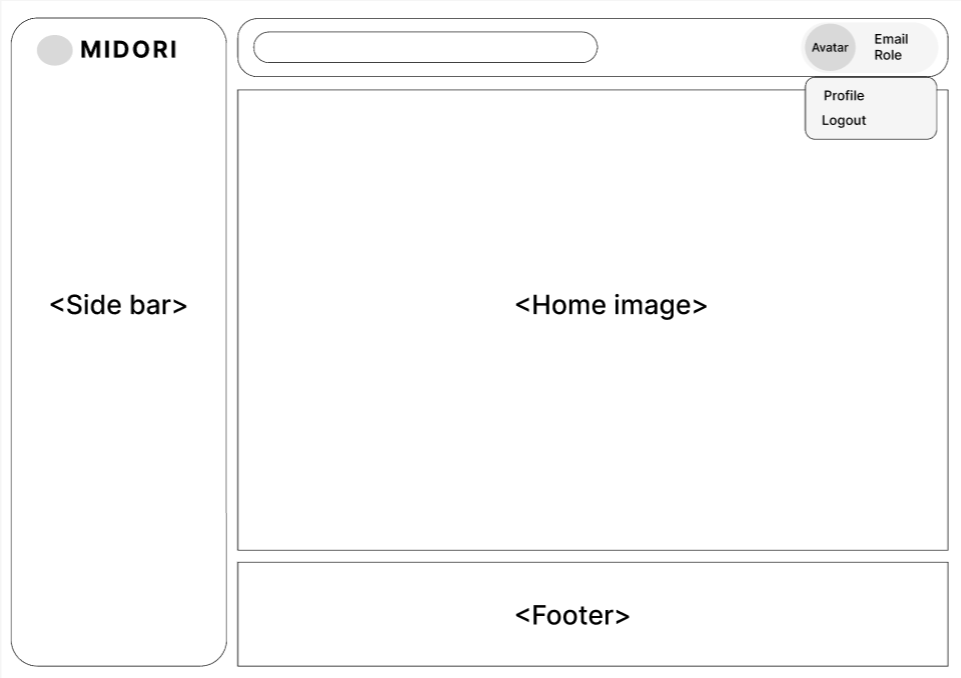 MIDORI
Avatar
Email
Role
Profile
Logout
<Side bar>
<Home image>
<Footer>